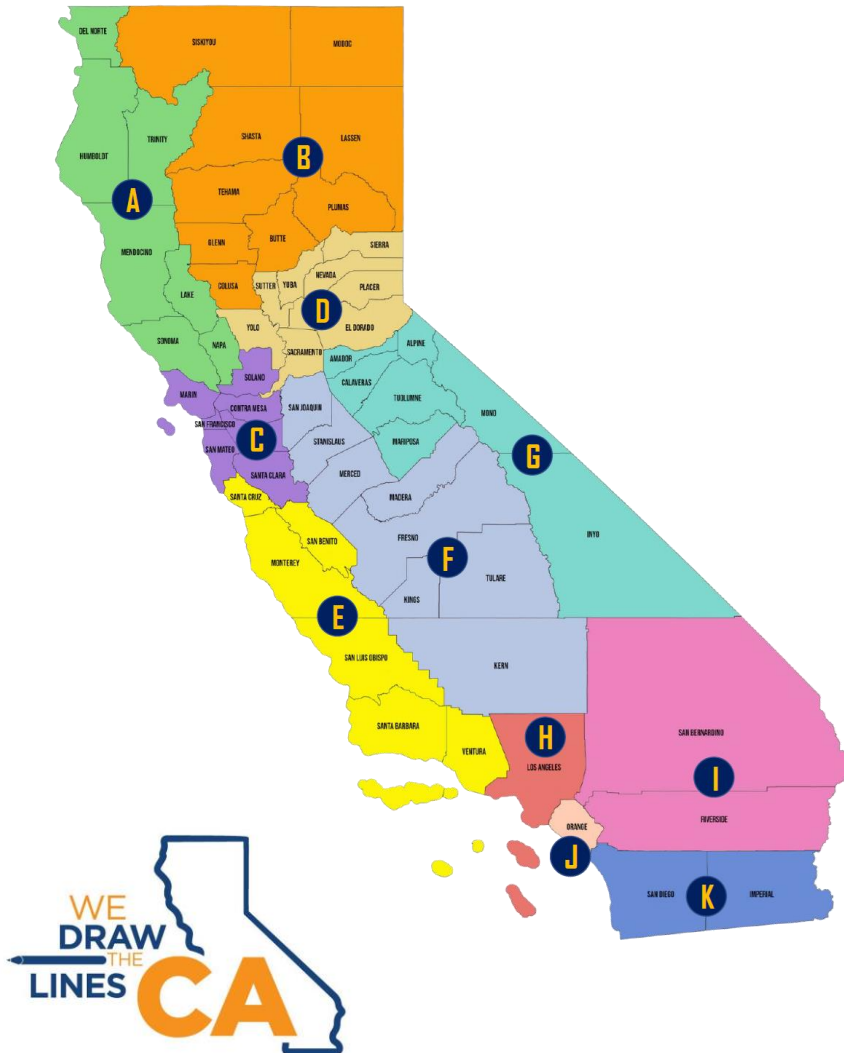 DEL NORTE
SISKIYOU
MODOC
HUMBOLDT
TRINITY
SHASTA
LASSEN
B
A
TEHAMA
PLUMAS
MENDOCINO
GLENN
BUTTE
SIERRA
LAKE
COLUSA
SUTTER
YUBA
NEVADA
PLACER
D
SONOMA
NAPA
YOLO
EL DORADO
SACRAMENTO
AMADOR
ALPINE
SOLANO
CALAVERAS
MARIN
CONTRA MESA
SAN JOAQUIN
TUOLUMNE
MONO
SAN FRANCISCO
C
STANISLAUS
MARIPOSA
G
SAN MATEO
SANTA CLARA
MERCED
SANTA CRUZ
MADERA
SAN BENITO
FRESNO
INYO
MONTEREY
F
TULARE
KINGS
E
SAN LUIS OBISPO
KERN
SANTA BARBARA
VENTURA
H
LOS ANGELES
SAN BERNARDINO
I
ORANGE
RIVERSIDE
J
SAN DIEGO
K
IMPERIAL
WE
DRAW
THE
LINES
CA